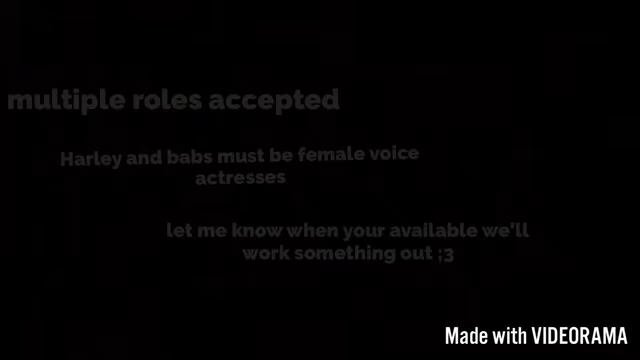 multiple roles accepted
Harley and babs must be female voice
actresses
let me know when your available we'll
work something out ;3
Made with VIDEORAMA